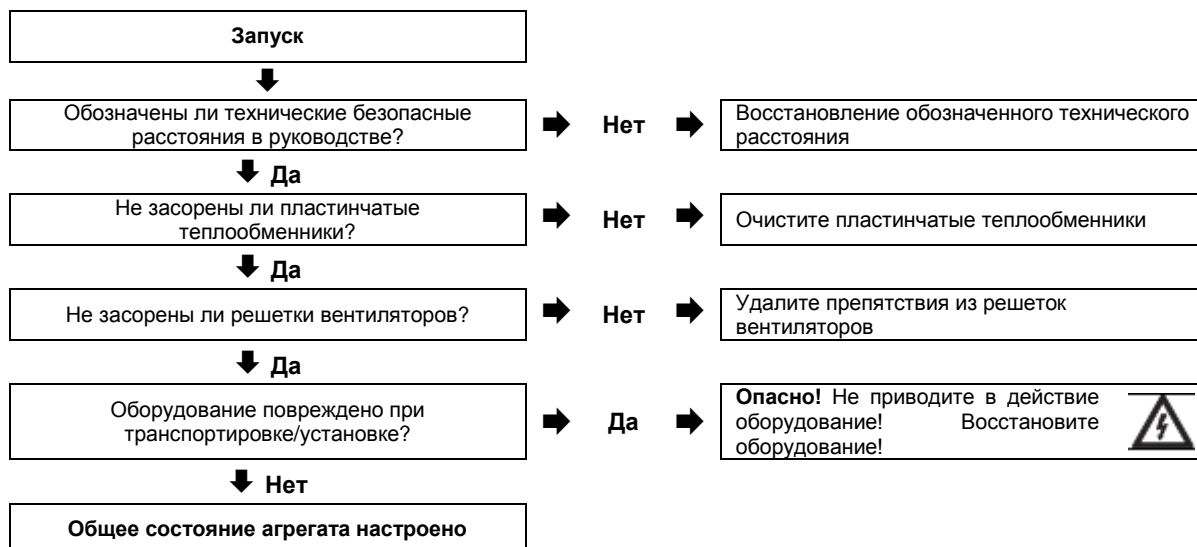 Запуск
Обозначены ли технические безопасные
расстояния в руководстве?
Нет
Восстановление обозначенного технического
расстояния
Да
Не засорены ли пластинчатые
теплообменники?
Нет
Очистите пластинчатые теплообменники
Да
Не засорены ли решетки вентиляторов?
Нет
Удалите препятствия из решеток
вентиляторов
Да
Оборудование повреждено при
транспортировке/установке?
Да
Опасно! Не приводите в действие
оборудование! Восстановите
оборудование!
Нет
Общее состояние агрегата настроено